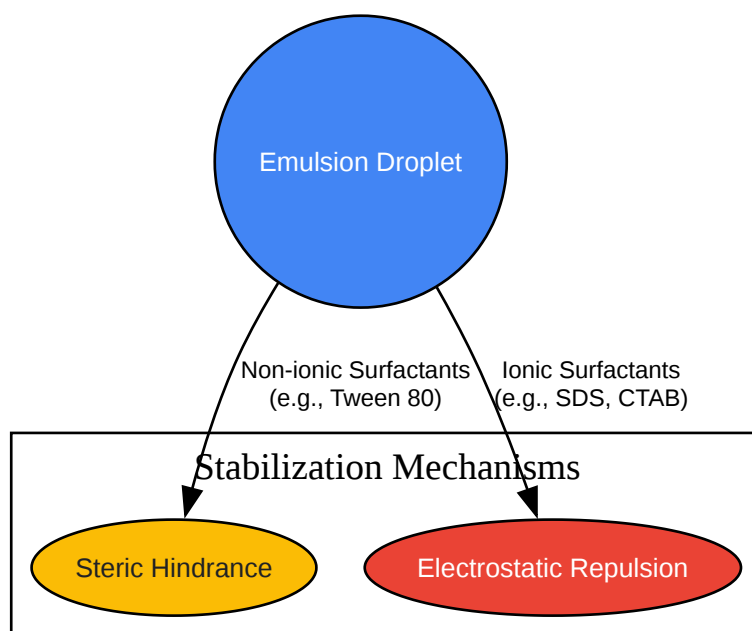 Emulsion Droplet
Non-ionic Surfactants
(e.g., Tween 80)
Ionic Surfactants
(e.g., SDS, CTAB)
Stabilization Mechanisms
Steric Hindrance
Electrostatic Repulsion